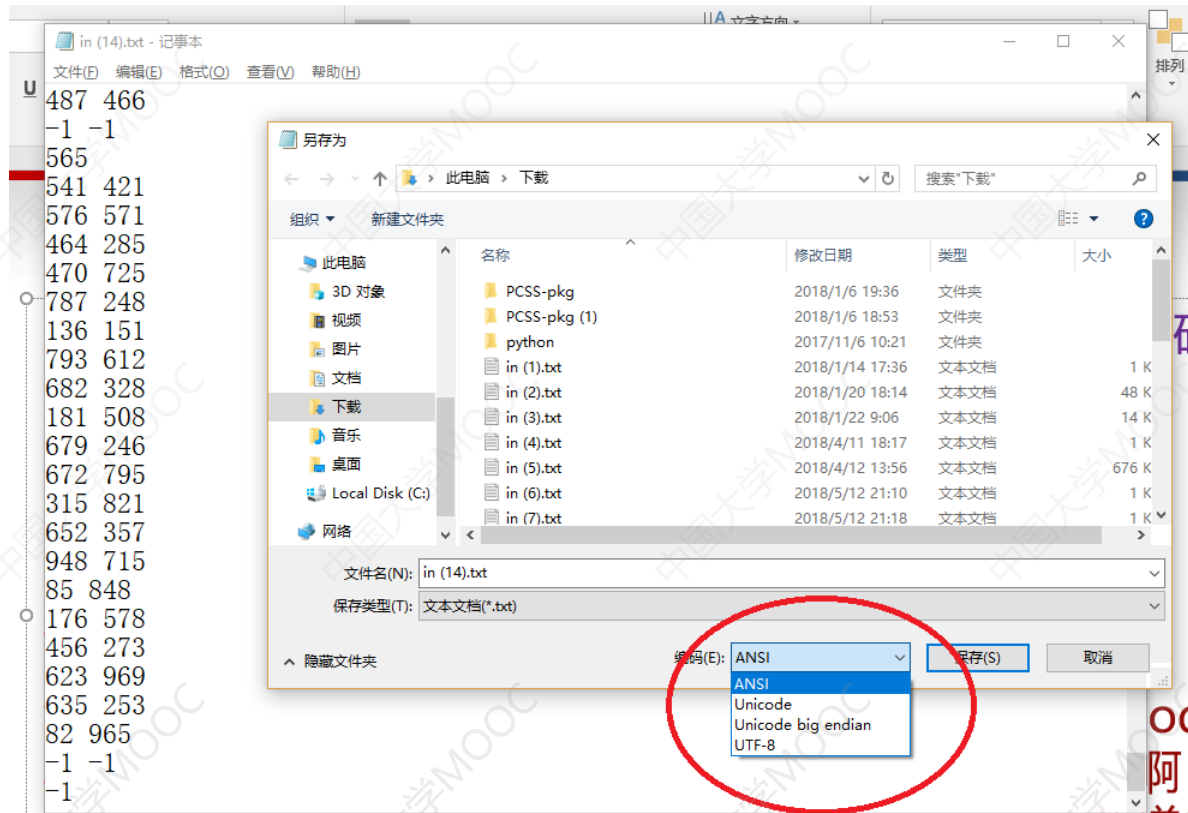 文字方向
in (14).txt - 记事本
文件(F) 编辑(E) 格式(O) 查看(V) 帮助(H)
排列
U
487 466
-1 -1
565
541 421
576 571
464 285
470 725
787 248
136 151
793 612
682 328
181 508
679 246
672 795
315 821
652 357
948 715
85 848
176 578
456 273
623 969
635 253
82 965
-1 -1
-1
另存为
此电脑 › 下载
搜索"下载"
组织 新建文件夹
此电脑
3D 对象
视频
图片
文档
下载
音乐
桌面
Local Disk (C:)
网络
名称 修改日期 类型 大小
PCSS-pkg 2018/1/6 19:36 文件夹
PCSS-pkg (1) 2018/1/6 18:53 文件夹
python 2017/11/6 10:21 文件夹
in (1).txt 2018/1/14 17:36 文本文档 1 K
in (2).txt 2018/1/20 18:14 文本文档 48 K
in (3).txt 2018/1/22 9:06 文本文档 14 K
in (4).txt 2018/4/11 18:17 文本文档 1 K
in (5).txt 2018/4/12 13:56 文本文档 676 K
in (6).txt 2018/5/12 21:10 文本文档 1 K
in (7).txt 2018/5/12 21:18 文本文档 1 K
文件名(N): in (14).txt
保存类型(T): 文本文档(*.txt)
隐藏文件夹
编码(E): ANSI 保存(S) 取消
ANSI
Unicode
Unicode big endian
UTF-8
阿
中国大学MOOC